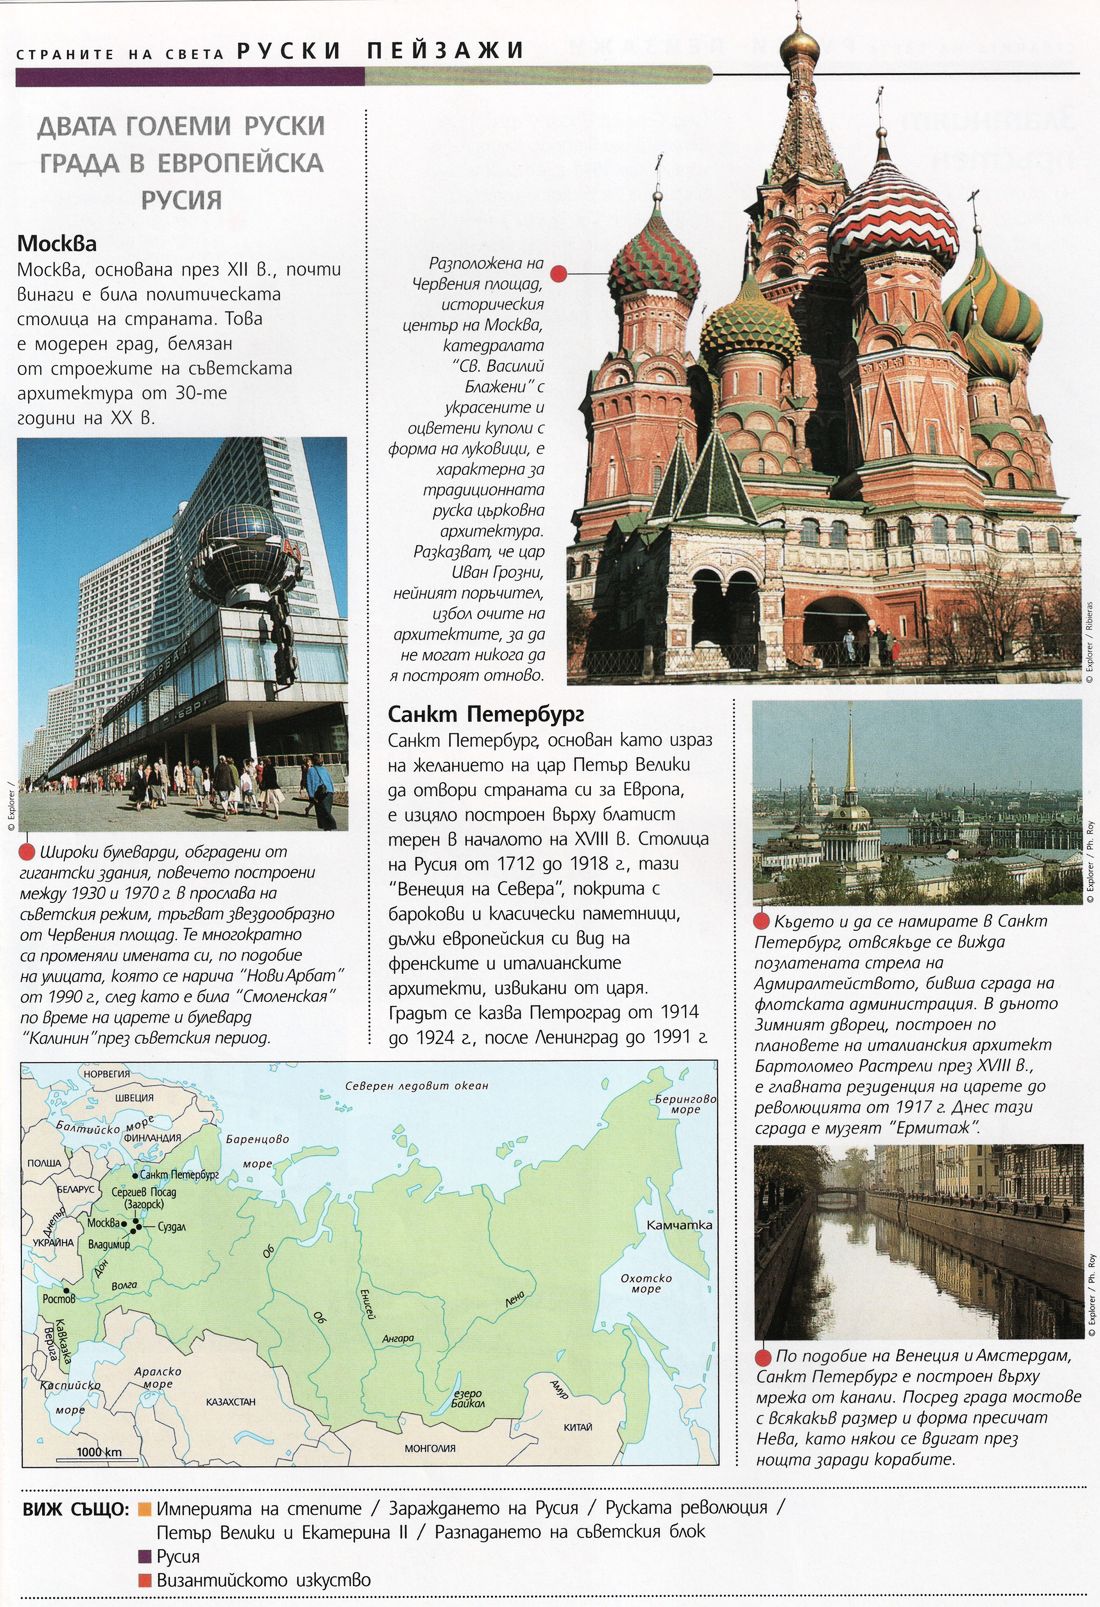 СТРАНИТЕ НА СВЕТА РУСКИ ПЕЙЗАЖИ
ДВАТА ГОЛЕМИ РУСКИ
ГРАДА В ЕВРОПЕЙСКА
РУСИЯ
Москва
Москва, основана през XII в., почти
винаги е била политическата
столица на страната. Това
е модерен град, белязан
от строежите на съветската
архитектура от 30-те
години на XX в.
© Explorer /
Широки булеварди, обградени от
гигантски здания, повечето построени
между 1930 и 1970 г. в прослава на
съветския режим, тръгват звездообразно
от Червения площад. Те многократно
са променяли имената си, по подобие
на улицата, която се нарича "Нови Арбат"
от 1990 г., след като е била "Смоленская"
по време на царете и булевард
"Калинин" през съветския период.
Разположена на
Червения площад,
историческия
център на Москва,
катедралата
"Св. Василий
Блажени" с
украсените и
оцветени куполи с
форма на луковици, е
характерна за
традиционната
руска църковна
архитектура.
Разказват, че цар
Иван Грозни,
нейният поръчител,
избол очите на
архитектите, за да
не могат никога да
я построят отново.
© Explorer / Ribieras
Санкт Петербург
Санкт Петербург, основан като израз
на желанието на цар Петър Велики
да отвори страната си за Европа,
е изцяло построен върху блатист
терен в началото на XVIII в. Столица
на Русия от 1712 до 1918 г., тази
"Венеция на Севера", покрита с
барокови и класически паметници,
дължи европейския си вид на
френските и италианските
архитекти, извикани от царя.
Градът се казва Петроград от 1914
до 1924 г., после Ленинград до 1991 г.
© Explorer / Ph. Roy
Където и да се намирате в Санкт
Петербург, отвсякъде се вижда
позлатената стрела на
Адмиралтейството, бивша сграда на
флотската администрация. В дъното
Зимният дворец, построен по
плановете на италианския архитект
Бартоломео Растрели през XVIII в.,
е главната резиденция на царете до
революцията от 1917 г. Днес тази
сграда е музеят "Ермитаж".
© Explorer / Ph. Roy
По подобие на Венеция и Амстердам,
Санкт Петербург е построен върху
мрежа от канали. Посред града мостове
с всякакъв размер и форма пресичат
Нева, като някои се вдигат през
нощта заради корабите.
НОРВЕГИЯ
ШВЕЦИЯ
Балтийско море
ФИНЛАНДИЯ
Северен ледовит океан
Берингово
море
Баренцово
море
ПОЛША
БЕЛАРУС
Санкт Петербург
Сергиев Посад
(Загорск)
Днепър
Москва
Суздал
УКРАЙНА
Владимир
Дон
Волга
Ростов
Об
Об
Енисей
Ангара
Лена
Камчатка
Охотско
море
Кавказка
Верига
Каспийско
море
Аралско
море
КАЗАХСТАН
езеро
Байкал
Амур
МОНГОЛИЯ
КИТАЙ
1000 km
ВИЖ СЪЩО: Империята на степите / Зараждането на Русия / Руската революция /
Петър Велики и Екатерина II / Разпадането на съветския блок
Русия
Византийското изкуство